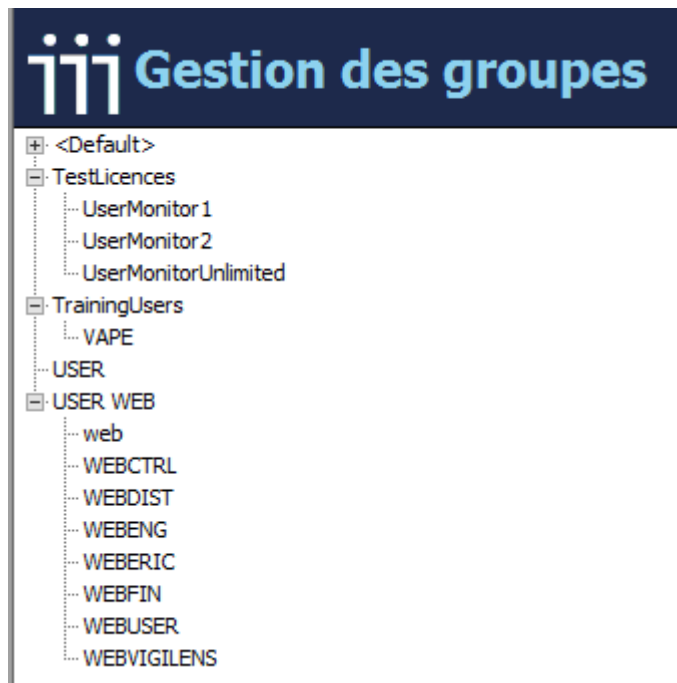 Gestion des groupes
<Default>
TestLicences
UserMonitor1
UserMonitor2
UserMonitorUnlimited
TrainingUsers
VAPE
USER
USER WEB
web
WEBCTRL
WEBDIST
WEBENG
WEBERIC
WEBFIN
WEBUSER
WEBVIGILENS